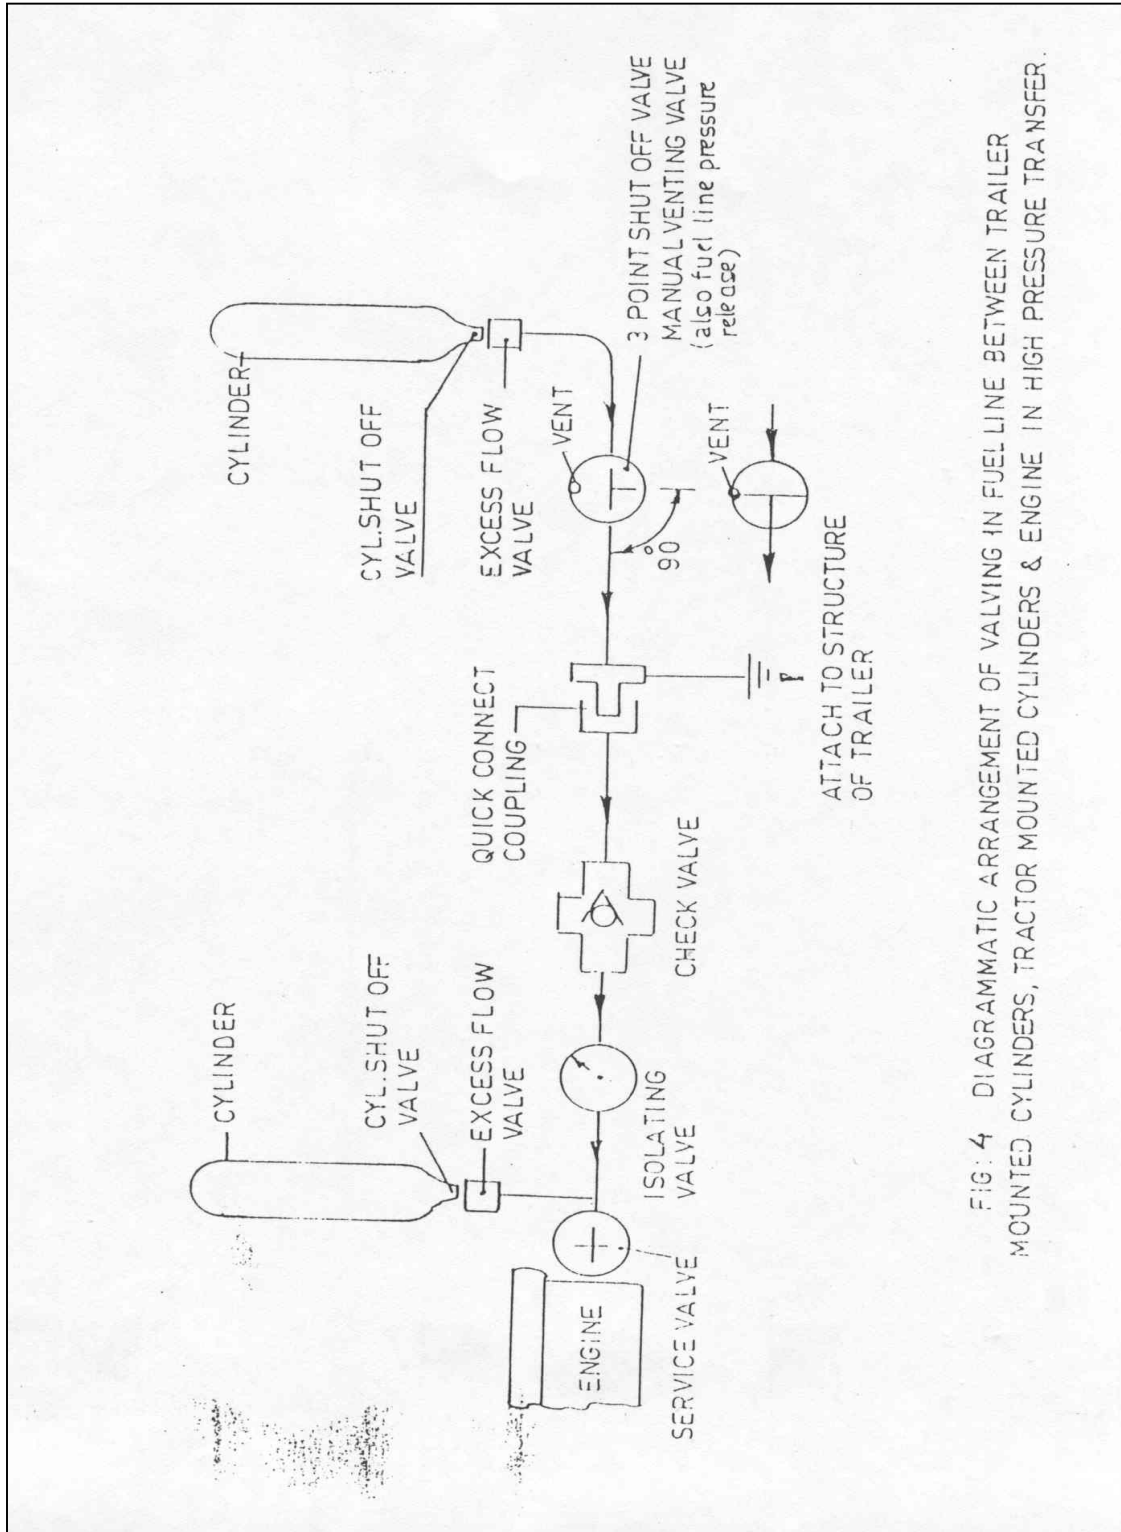 CYLINDER
CYL.SHUT OFF
VALVE
EXCESS FLOW
VALVE
ENGINE
SERVICE VALVE
ISOLATING
VALVE
CHECK VALVE
QUICK CONNECT
COUPLING
ATTACH TO STRUCTURE
OF TRAILER
CYLINDER
CYL.SHUT OFF
VALVE
EXCESS FLOW
VALVE
VENT
90°
VENT
3 POINT SHUT OFF VALVE
MANUAL VENTING VALVE
(also fuel line pressure
release)
FIG: 4 DIAGRAMMATIC ARRANGEMENT OF VALVING IN FUEL LINE BETWEEN TRAILER
MOUNTED CYLINDERS, TRACTOR MOUNTED CYLINDERS & ENGINE IN HIGH PRESSURE TRANSFER.